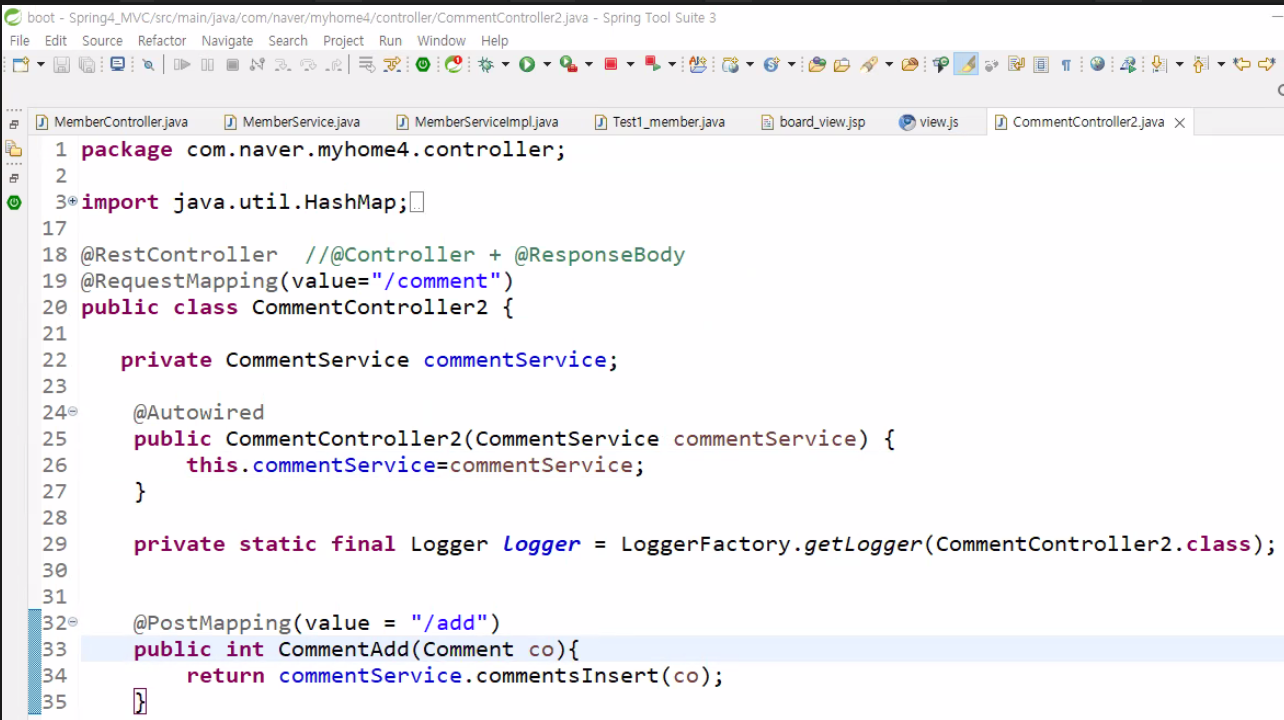 boot - Spring4_MVC/src/main/java/com/naver/myhome4/controller/CommentController2.java - Spring Tool Suite 3
File Edit Source Refactor Navigate Search Project Run Window Help
MemberController.java MemberService.java MemberServiceImpl.java Test1_member.java board_view.jsp view.js CommentController2.java
1 package com.naver.myhome4.controller;
2
3 import java.util.HashMap;
17
18 @RestController //@Controller + @ResponseBody
19 @RequestMapping(value="/comment")
20 public class CommentController2 {
21
22 private CommentService commentService;
23
24 @Autowired
25 public CommentController2(CommentService commentService) {
26 this.commentService=commentService;
27 }
28
29 private static final Logger logger = LoggerFactory.getLogger(CommentController2.class);
30
31
32 @PostMapping(value = "/add")
33 public int CommentAdd(Comment co){
34 return commentService.commentsInsert(co);
35 }